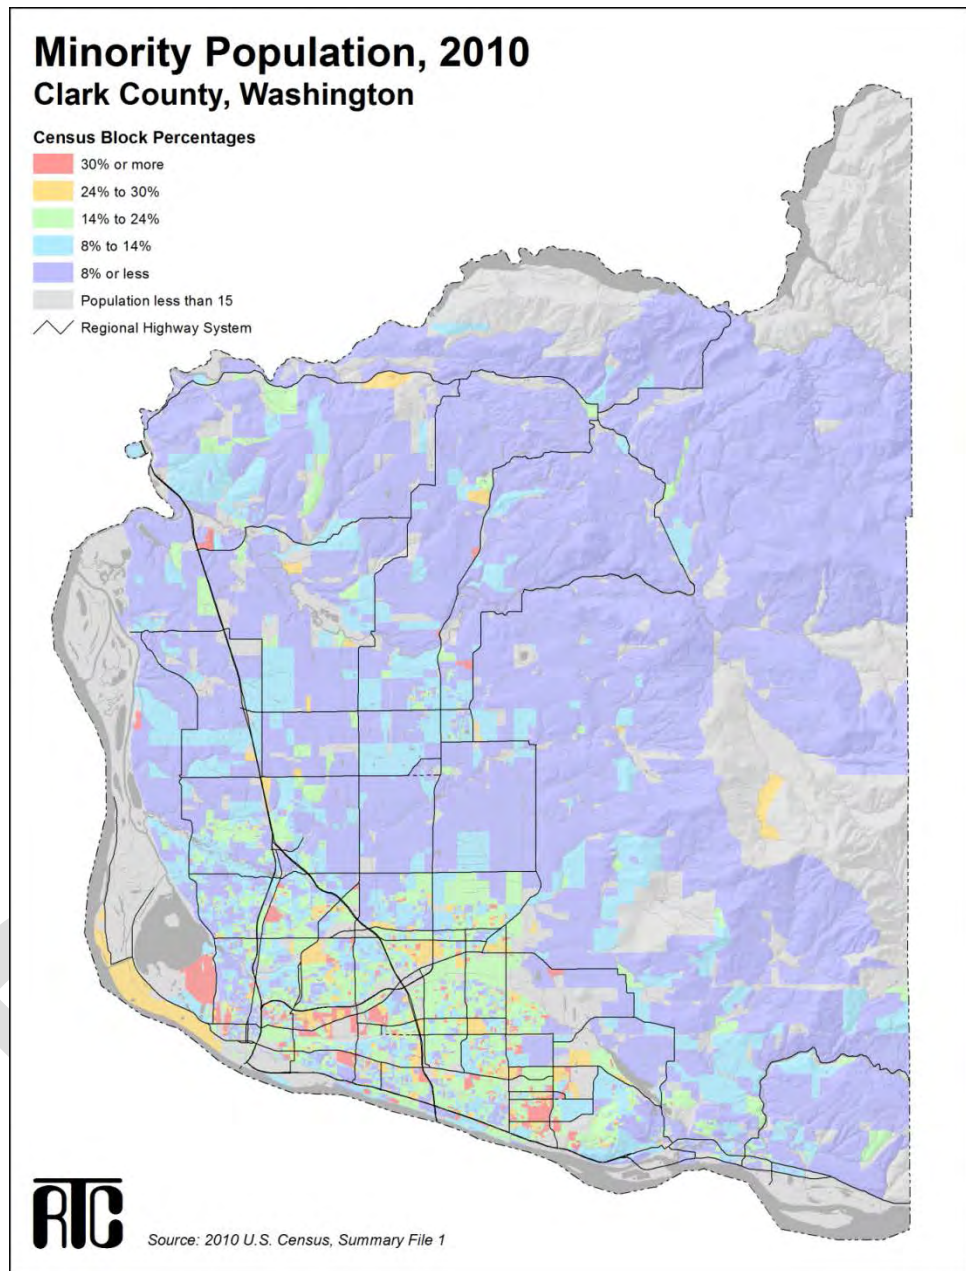 Minority Population, 2010
Clark County, Washington
Census Block Percentages
30% or more
24% to 30%
14% to 24%
8% to 14%
8% or less
Population less than 15
Regional Highway System
RTC
Source: 2010 U.S. Census, Summary File 1